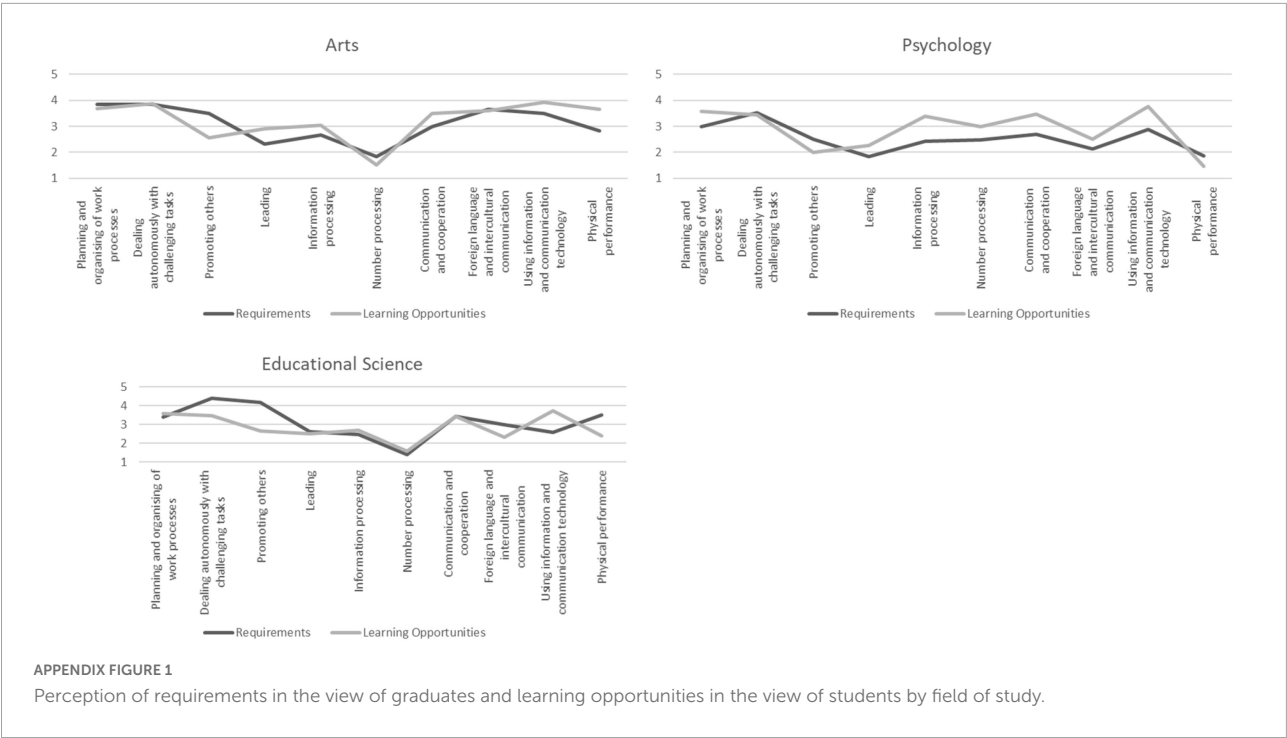 Arts
5
4
3
2
1
Planning and
organising of work
processes
Dealing
autonomously with
challenging tasks
Promoting others
Leading
Information
processing
Number processing
Communication
and cooperation
Foreign language
and intercultural
communication
Using information
and communication
technology
Physical
performance
Requirements
Learning Opportunities
Psychology
5
4
3
2
1
Planning and
organising of work
processes
Dealing
autonomously with
challenging tasks
Promoting others
Leading
Information
processing
Number processing
Communication
and cooperation
Foreign language
and intercultural
communication
Using information
and communication
technology
Physical
performance
Requirements
Learning Opportunities
Educational Science
5
4
3
2
1
Planning and organising of
work processes
Dealing autonomously with
challenging tasks
Promoting others
Leading
Information processing
Number processing
Communication and
cooperation
Foreign language and
intercultural
communication
Using information and
communication technology
Physical performance
Requirements
Learning Opportunities
APPENDIX FIGURE 1
Perception of requirements in the view of graduates and learning opportunities in the view of students by field of study.